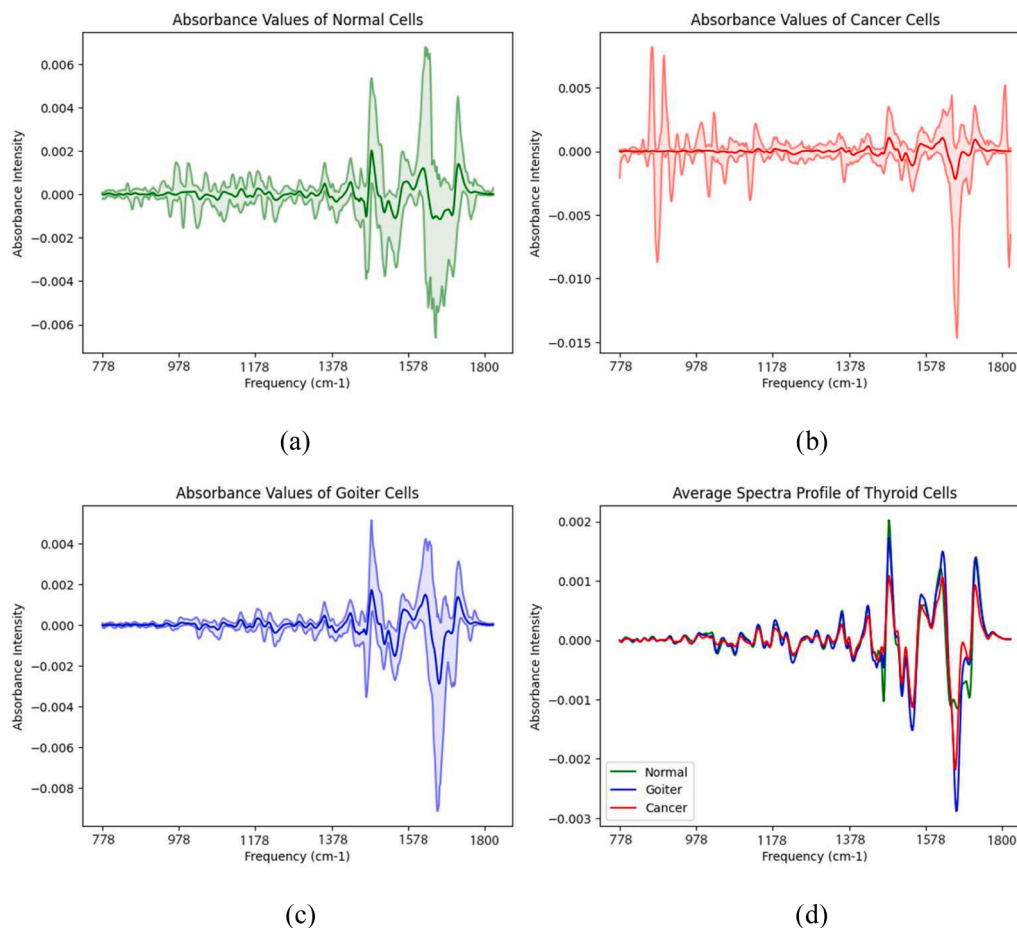 Absorbance Values of Normal Cells
Absorbance Intensity
0.006
0.004
0.002
0.000
−0.002
−0.004
−0.006
778 978 1178 1378 1578 1800
Frequency (cm-1)
(a)
Absorbance Values of Cancer Cells
Absorbance Intensity
0.005
0.000
−0.005
−0.010
−0.015
778 978 1178 1378 1578 1800
Frequency (cm-1)
(b)
Absorbance Values of Goiter Cells
Absorbance Intensity
0.004
0.002
0.000
−0.002
−0.004
−0.006
−0.008
778 978 1178 1378 1578 1800
Frequency (cm-1)
(c)
Average Spectra Profile of Thyroid Cells
Absorbance Intensity
0.002
0.001
0.000
−0.001
−0.002
−0.003
Normal
Goiter
Cancer
778 978 1178 1378 1578 1800
Frequency (cm-1)
(d)